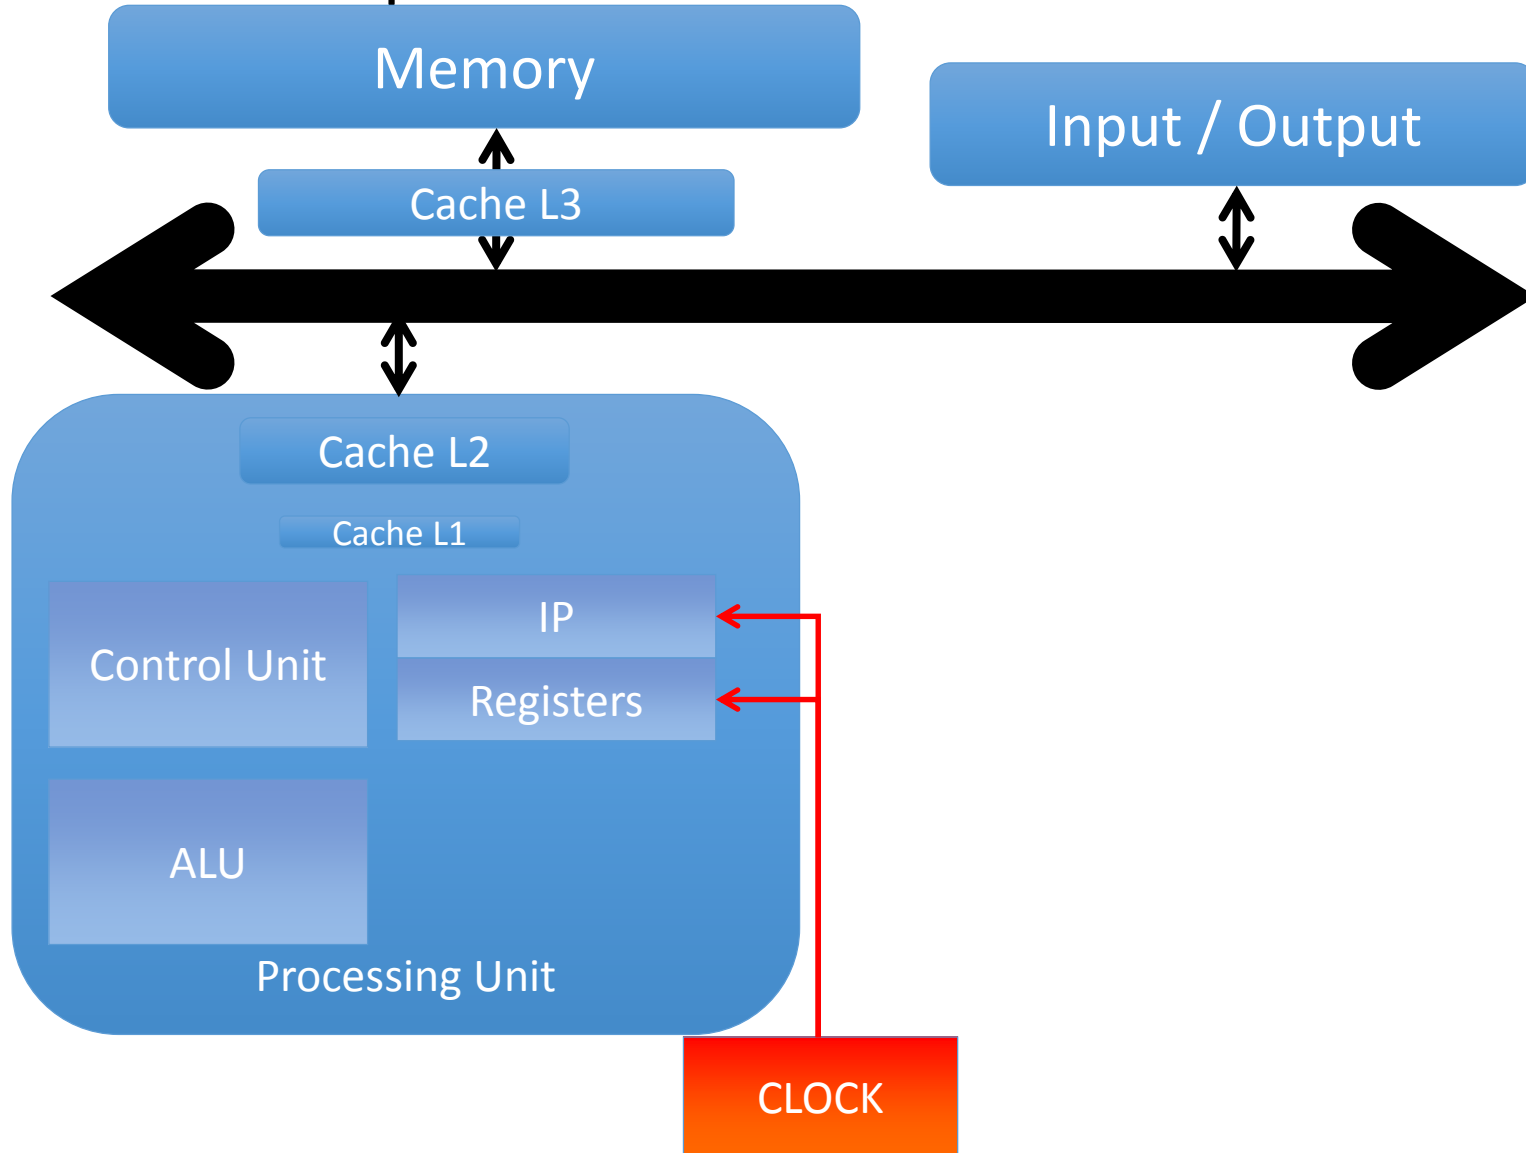 Memory
Input / Output
Cache L3
Cache L2
Cache L1
IP
Control Unit
Registers
ALU
Processing Unit
CLOCK